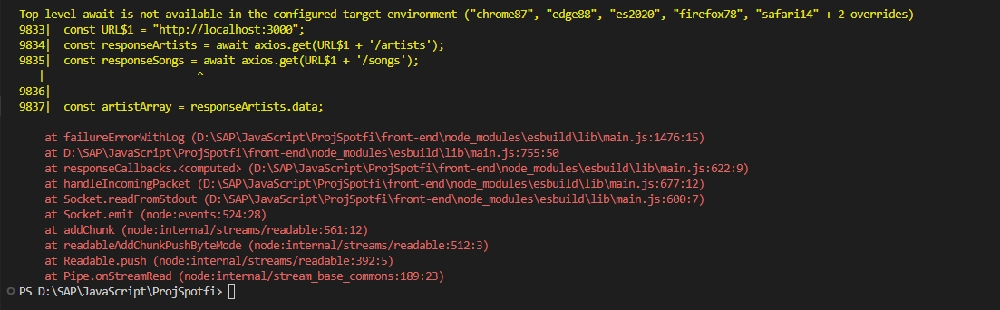 Top-level await is not available in the configured target environment ("chrome87", "edge88", "es2020", "firefox78", "safari14" + 2 overrides)
9833|  const URL$1 = "http://localhost:3000";
9834|  const responseArtists = await axios.get(URL$1 + '/artists');
9835|  const responseSongs = await axios.get(URL$1 + '/songs');
   |                        ^
9836|
9837|  const artistArray = responseArtists.data;
    at failureErrorWithLog (D:\SAP\JavaScript\ProjSpotfi\front-end\node_modules\esbuild\lib\main.js:1476:15)
    at D:\SAP\JavaScript\ProjSpotfi\front-end\node_modules\esbuild\lib\main.js:755:50
    at responseCallbacks.<computed> (D:\SAP\JavaScript\ProjSpotfi\front-end\node_modules\esbuild\lib\main.js:622:9)
    at handleIncomingPacket (D:\SAP\JavaScript\ProjSpotfi\front-end\node_modules\esbuild\lib\main.js:677:12)
    at Socket.readFromStdout (D:\SAP\JavaScript\ProjSpotfi\front-end\node_modules\esbuild\lib\main.js:600:7)
    at Socket.emit (node:events:524:28)
    at addChunk (node:internal/streams/readable:561:12)
    at readableAddChunkPushByteMode (node:internal/streams/readable:512:3)
    at Readable.push (node:internal/streams/readable:392:5)
    at Pipe.onStreamRead (node:internal/stream_base_commons:189:23)
PS D:\SAP\JavaScript\ProjSpotfi>